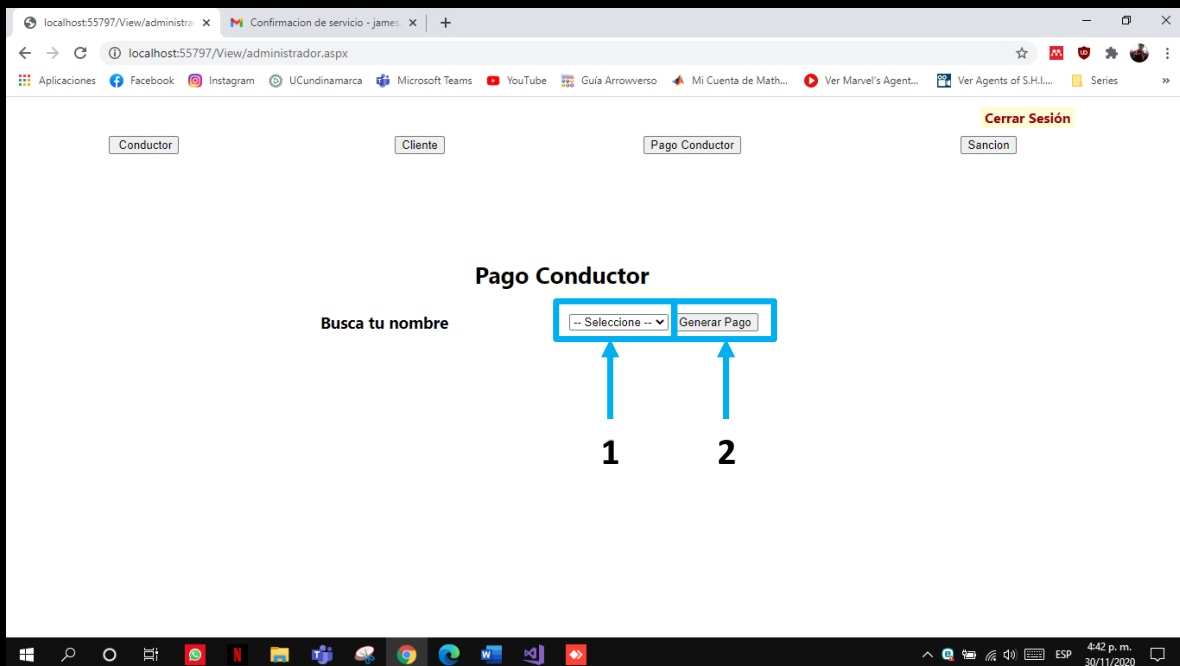 localhost:55797/View/administra
Confirmacion de servicio - james.
localhost:55797/View/administrador.aspx
Aplicaciones Facebook Instagram UCundinamarca Microsoft Teams YouTube Guía Arrowverso Mi Cuenta de Math... Ver Marvel's Agent... Ver Agents of S.H.I.... Series »
Cerrar Sesión
Conductor Cliente Pago Conductor Sancion
Pago Conductor
Busca tu nombre -- Seleccione -- Generar Pago
1 2
ESP 4:42 p. m.
30/11/2020